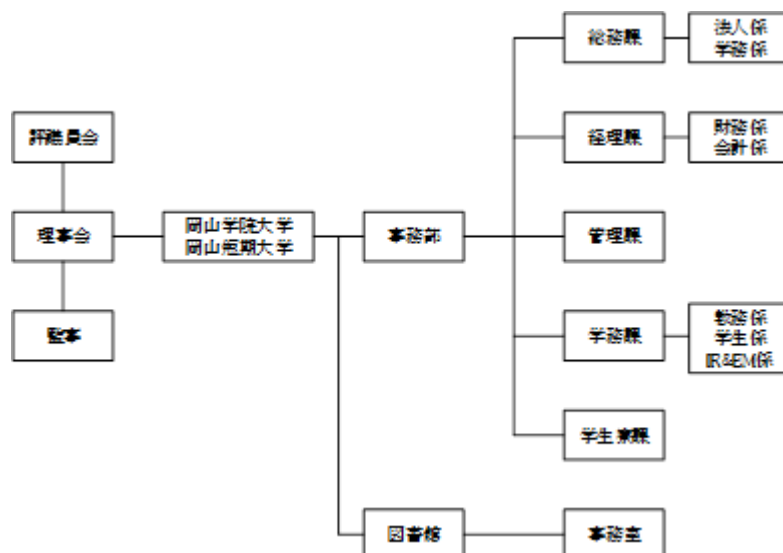 総務課
法人係
学務係
評議員会
経理課
財務係
会計係
理事会
岡山学院大学
岡山短期大学
事務部
管理課
監事
学務課
教務係
学生係
IR&EM係
学生寮課
図書館
事務室